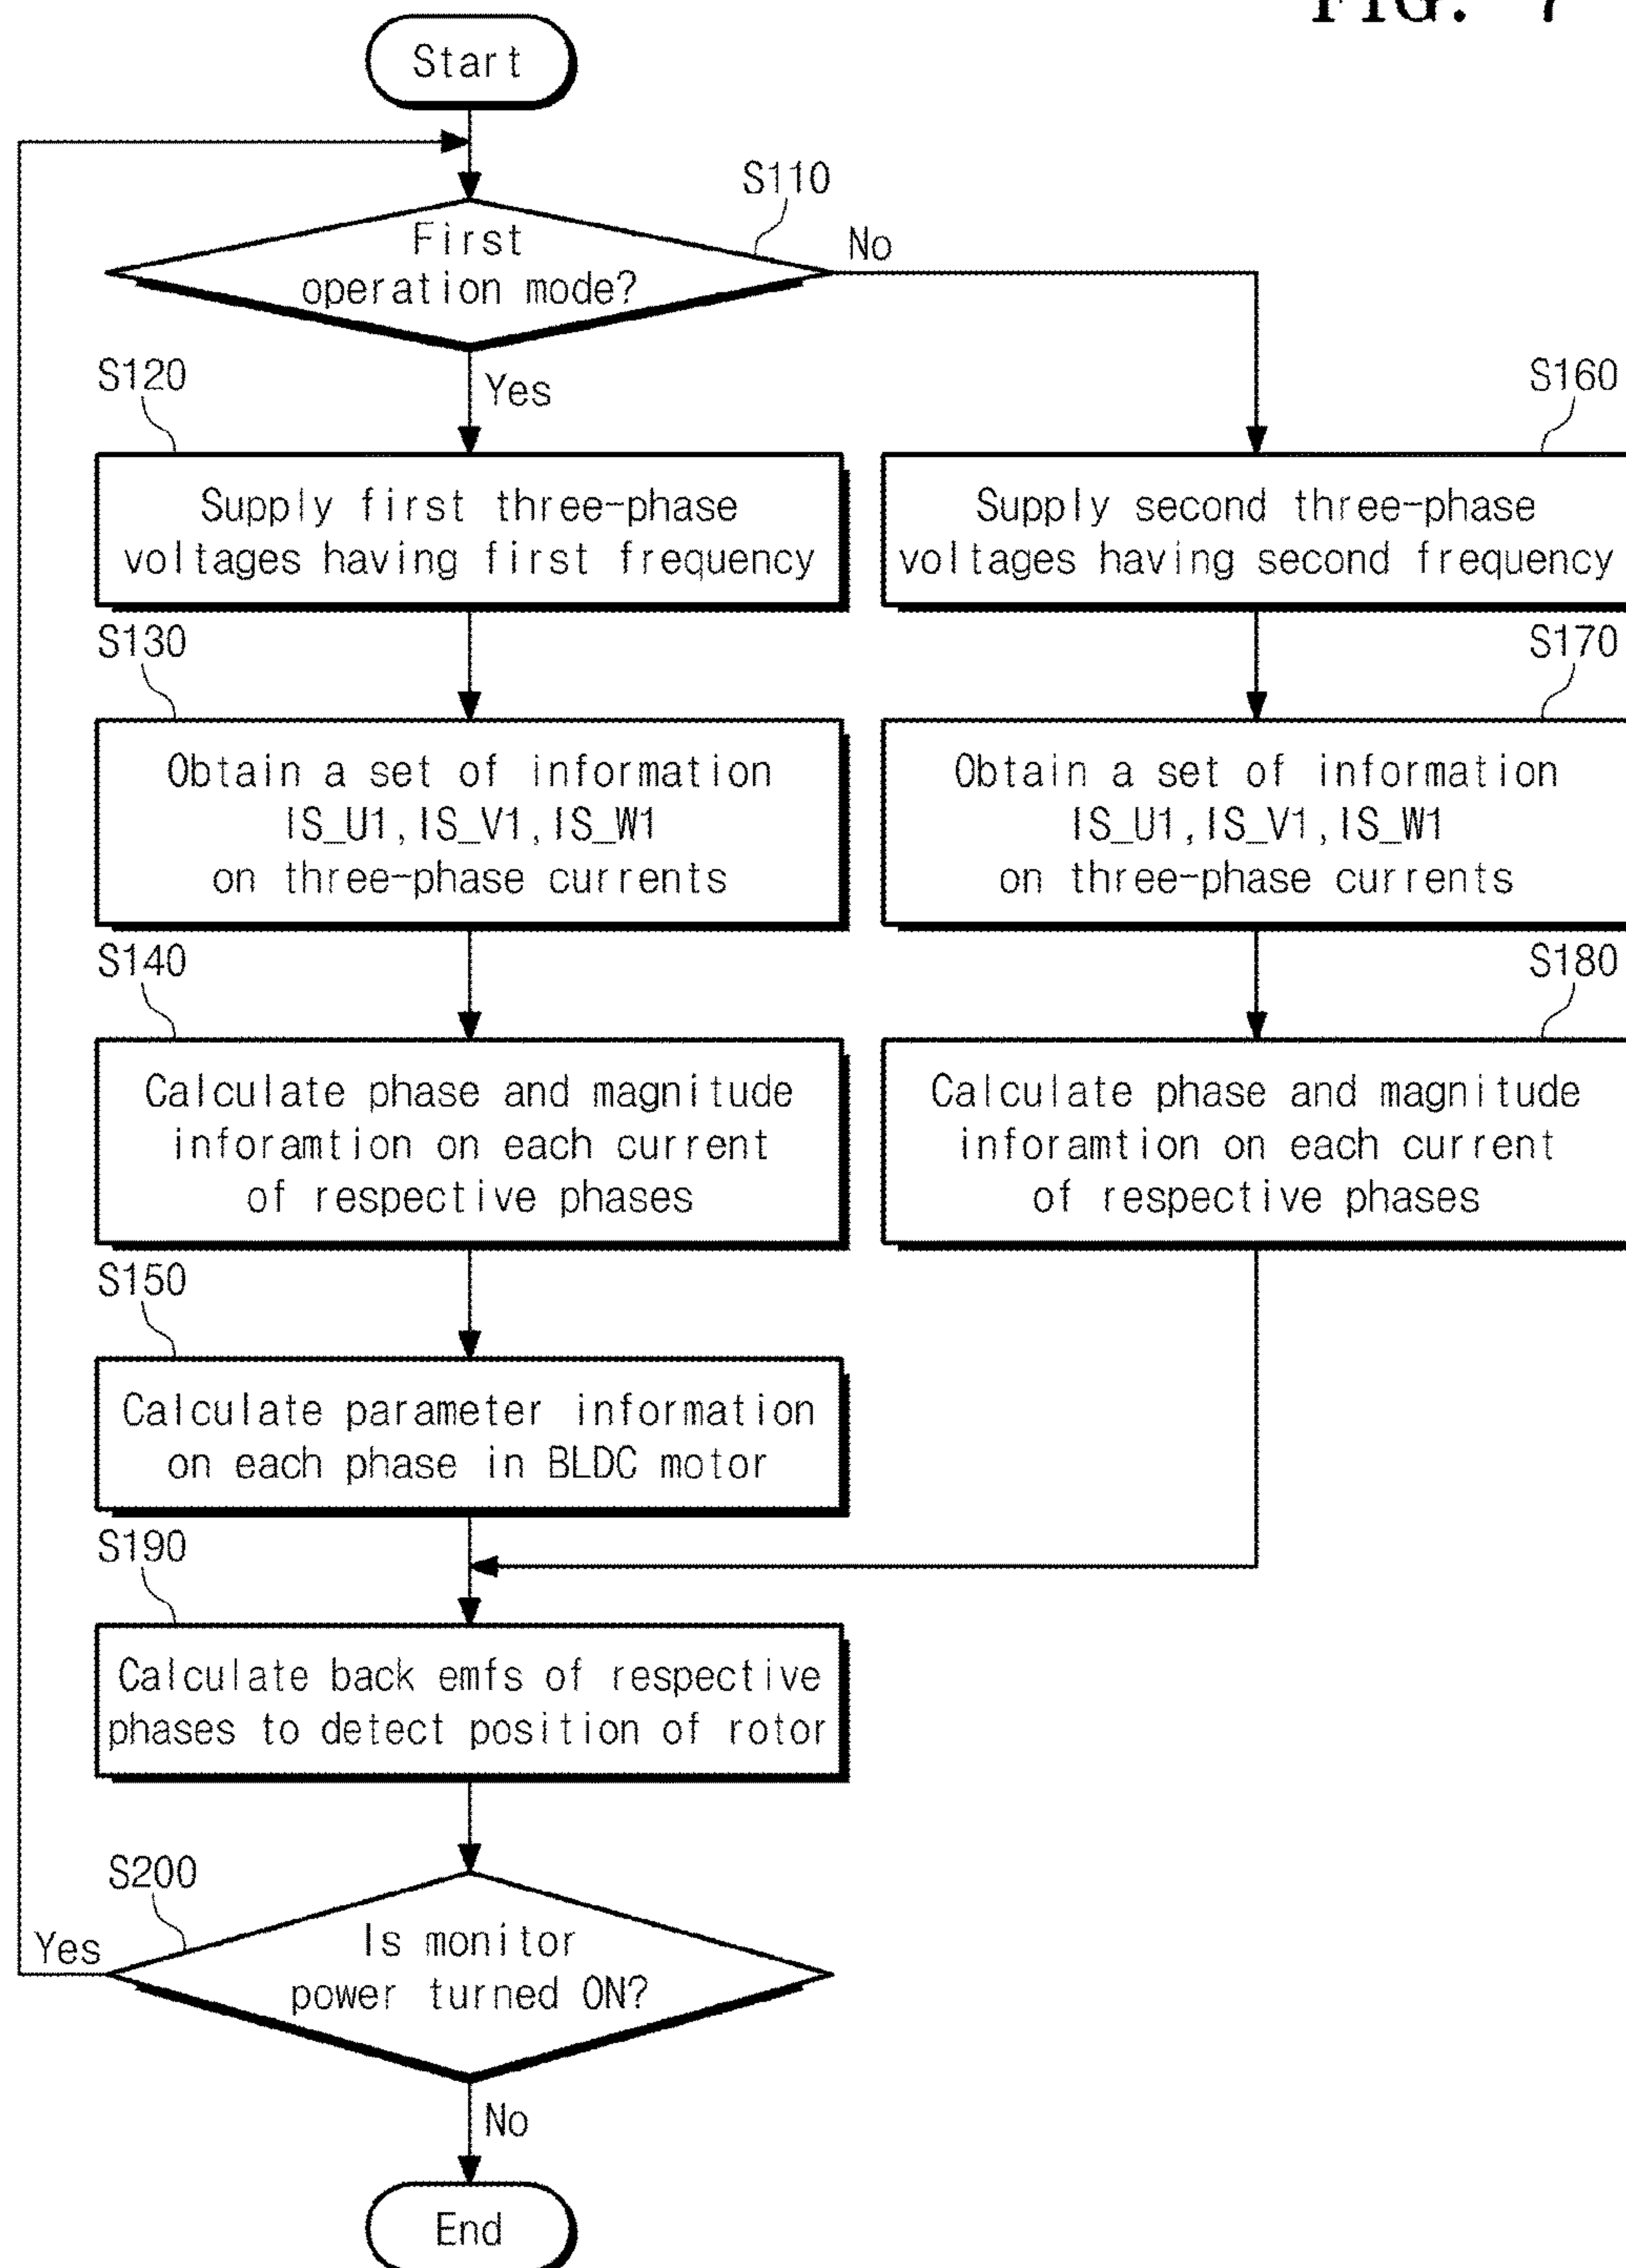 FIG. 7
Start
S110
First
operation mode?
No
Yes
S120
Supply first three-phase
voltages having first frequency
S160
Supply second three-phase
voltages having second frequency
S130
Obtain a set of information
IS_U1,IS_V1,IS_W1
on three-phase currents
S170
Obtain a set of information
IS_U1,IS_V1,IS_W1
on three-phase currents
S140
Calculate phase and magnitude
inforamtion on each current
of respective phases
S180
Calculate phase and magnitude
inforamtion on each current
of respective phases
S150
Calculate parameter information
on each phase in BLDC motor
S190
Calculate back emfs of respective
phases to detect position of rotor
S200
Is monitor
power turned ON?
Yes
No
End